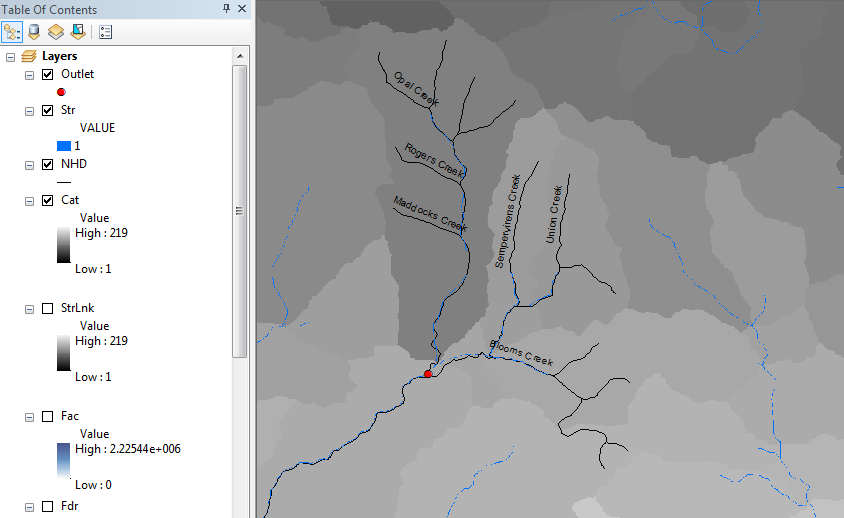 Table Of Contents
Layers
Outlet
Str
VALUE
1
NHD
Cat
Value
High : 219
Low : 1
StrLnk
Value
High : 219
Low : 1
Fac
Value
High : 2.22544e+006
Low : 0
Fdr
Opal Creek
Rogers Creek
Maddocks Creek
Sempervirens Creek
Union Creek
Blooms Creek